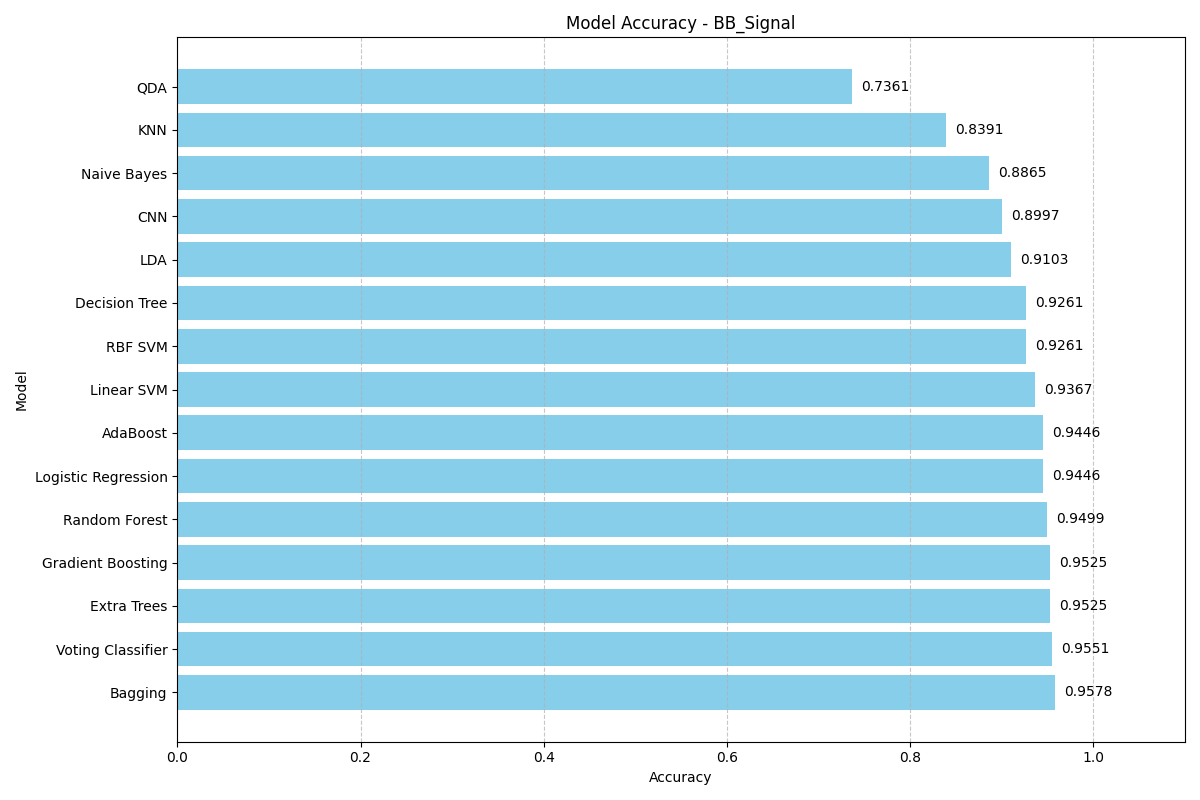 Model Accuracy - BB_Signal
QDA 0.7361
KNN 0.8391
Naive Bayes 0.8865
CNN 0.8997
LDA 0.9103
Decision Tree 0.9261
RBF SVM 0.9261
Linear SVM 0.9367
AdaBoost 0.9446
Logistic Regression 0.9446
Random Forest 0.9499
Gradient Boosting 0.9525
Extra Trees 0.9525
Voting Classifier 0.9551
Bagging 0.9578
Model
0.0 0.2 0.4 0.6 0.8 1.0
Accuracy